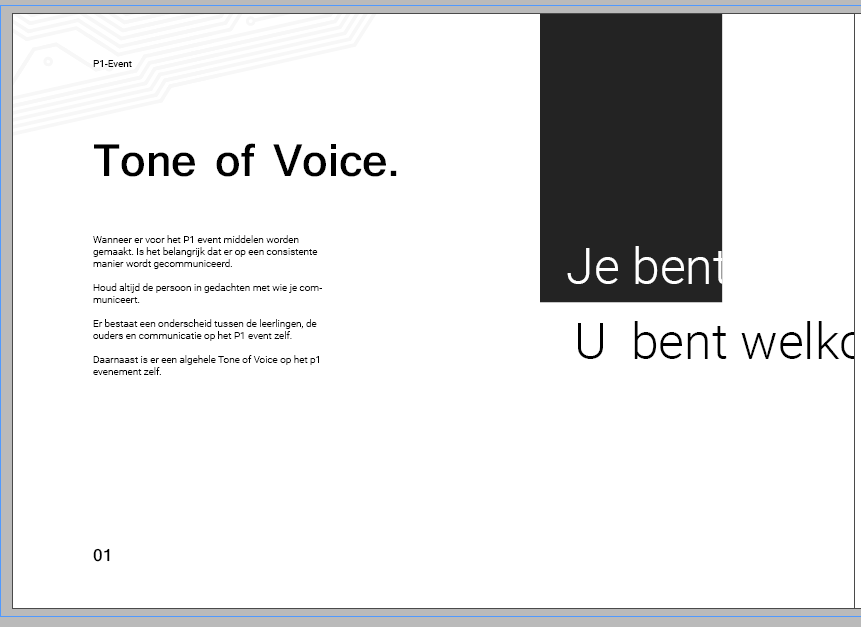 P1-Event
Tone of Voice.
Wanneer er voor het P1 event middelen worden
gemaakt. Is het belangrijk dat er op een consistente
manier wordt gecommuniceerd.
Houd altijd de persoon in gedachten met wie je com-
municeert.
Er bestaat een onderscheid tussen de leerlingen, de
ouders en communicatie op het P1 event zelf.
Daarnaast is er een algehele Tone of Voice op het p1
evenement zelf.
01
Je bent
U bent welko